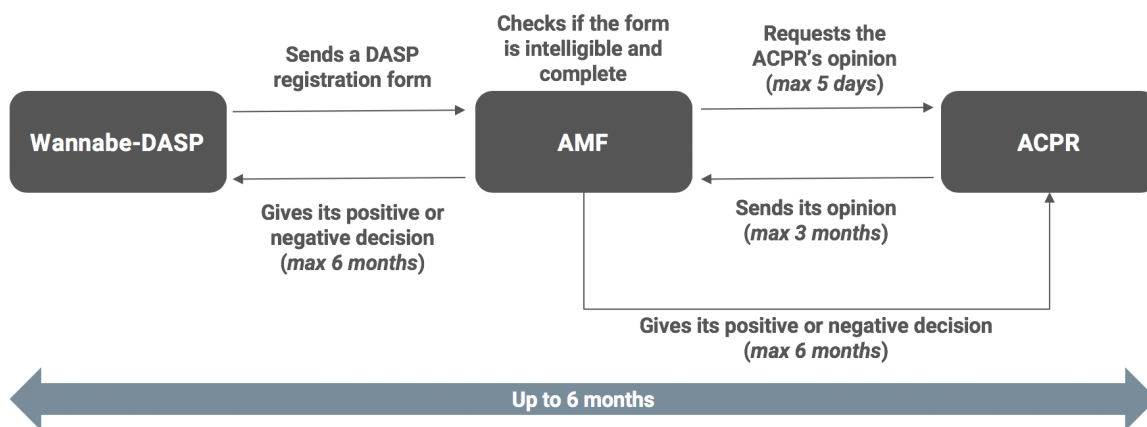 Sends a DASP
registration form
Checks if the form
is intelligible and
complete
Requests the
ACPR's opinion
(max 5 days)
Wannabe-DASP
AMF
ACPR
Gives its positive or
negative decision
(max 6 months)
Sends its opinion
(max 3 months)
Gives its positive or negative decision
(max 6 months)
Up to 6 months